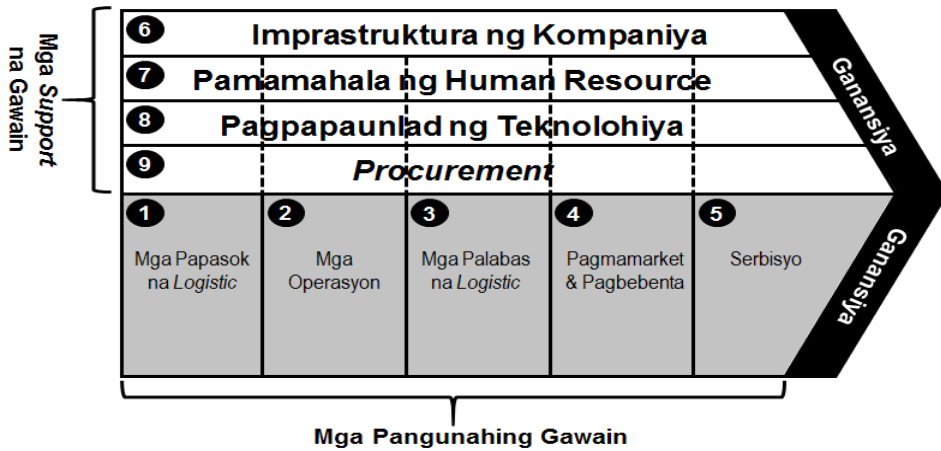 Mga Support
na Gawain
6 Imprastruktura ng Kompaniya
7 Pamamahala ng Human Resource
8 Pagpapaunlad ng Teknolohiya
9 Procurement
Ganansiya
Ganansiya
1
Mga Papasok
na Logistic
2
Mga
Operasyon
3
Mga Palabas
na Logistic
4
Pagmamarket
& Pagbebenta
5
Serbisyo
Mga Pangunahing Gawain